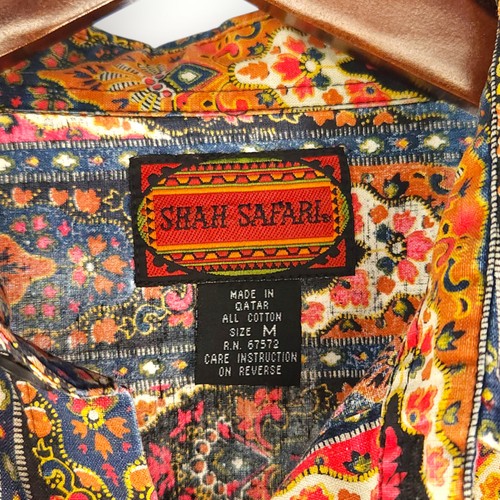 SHAH SAFARI®
MADE IN
QATAR
ALL COTTON
SIZE M
R.N. 67572
CARE INSTRUCTION
ON REVERSE